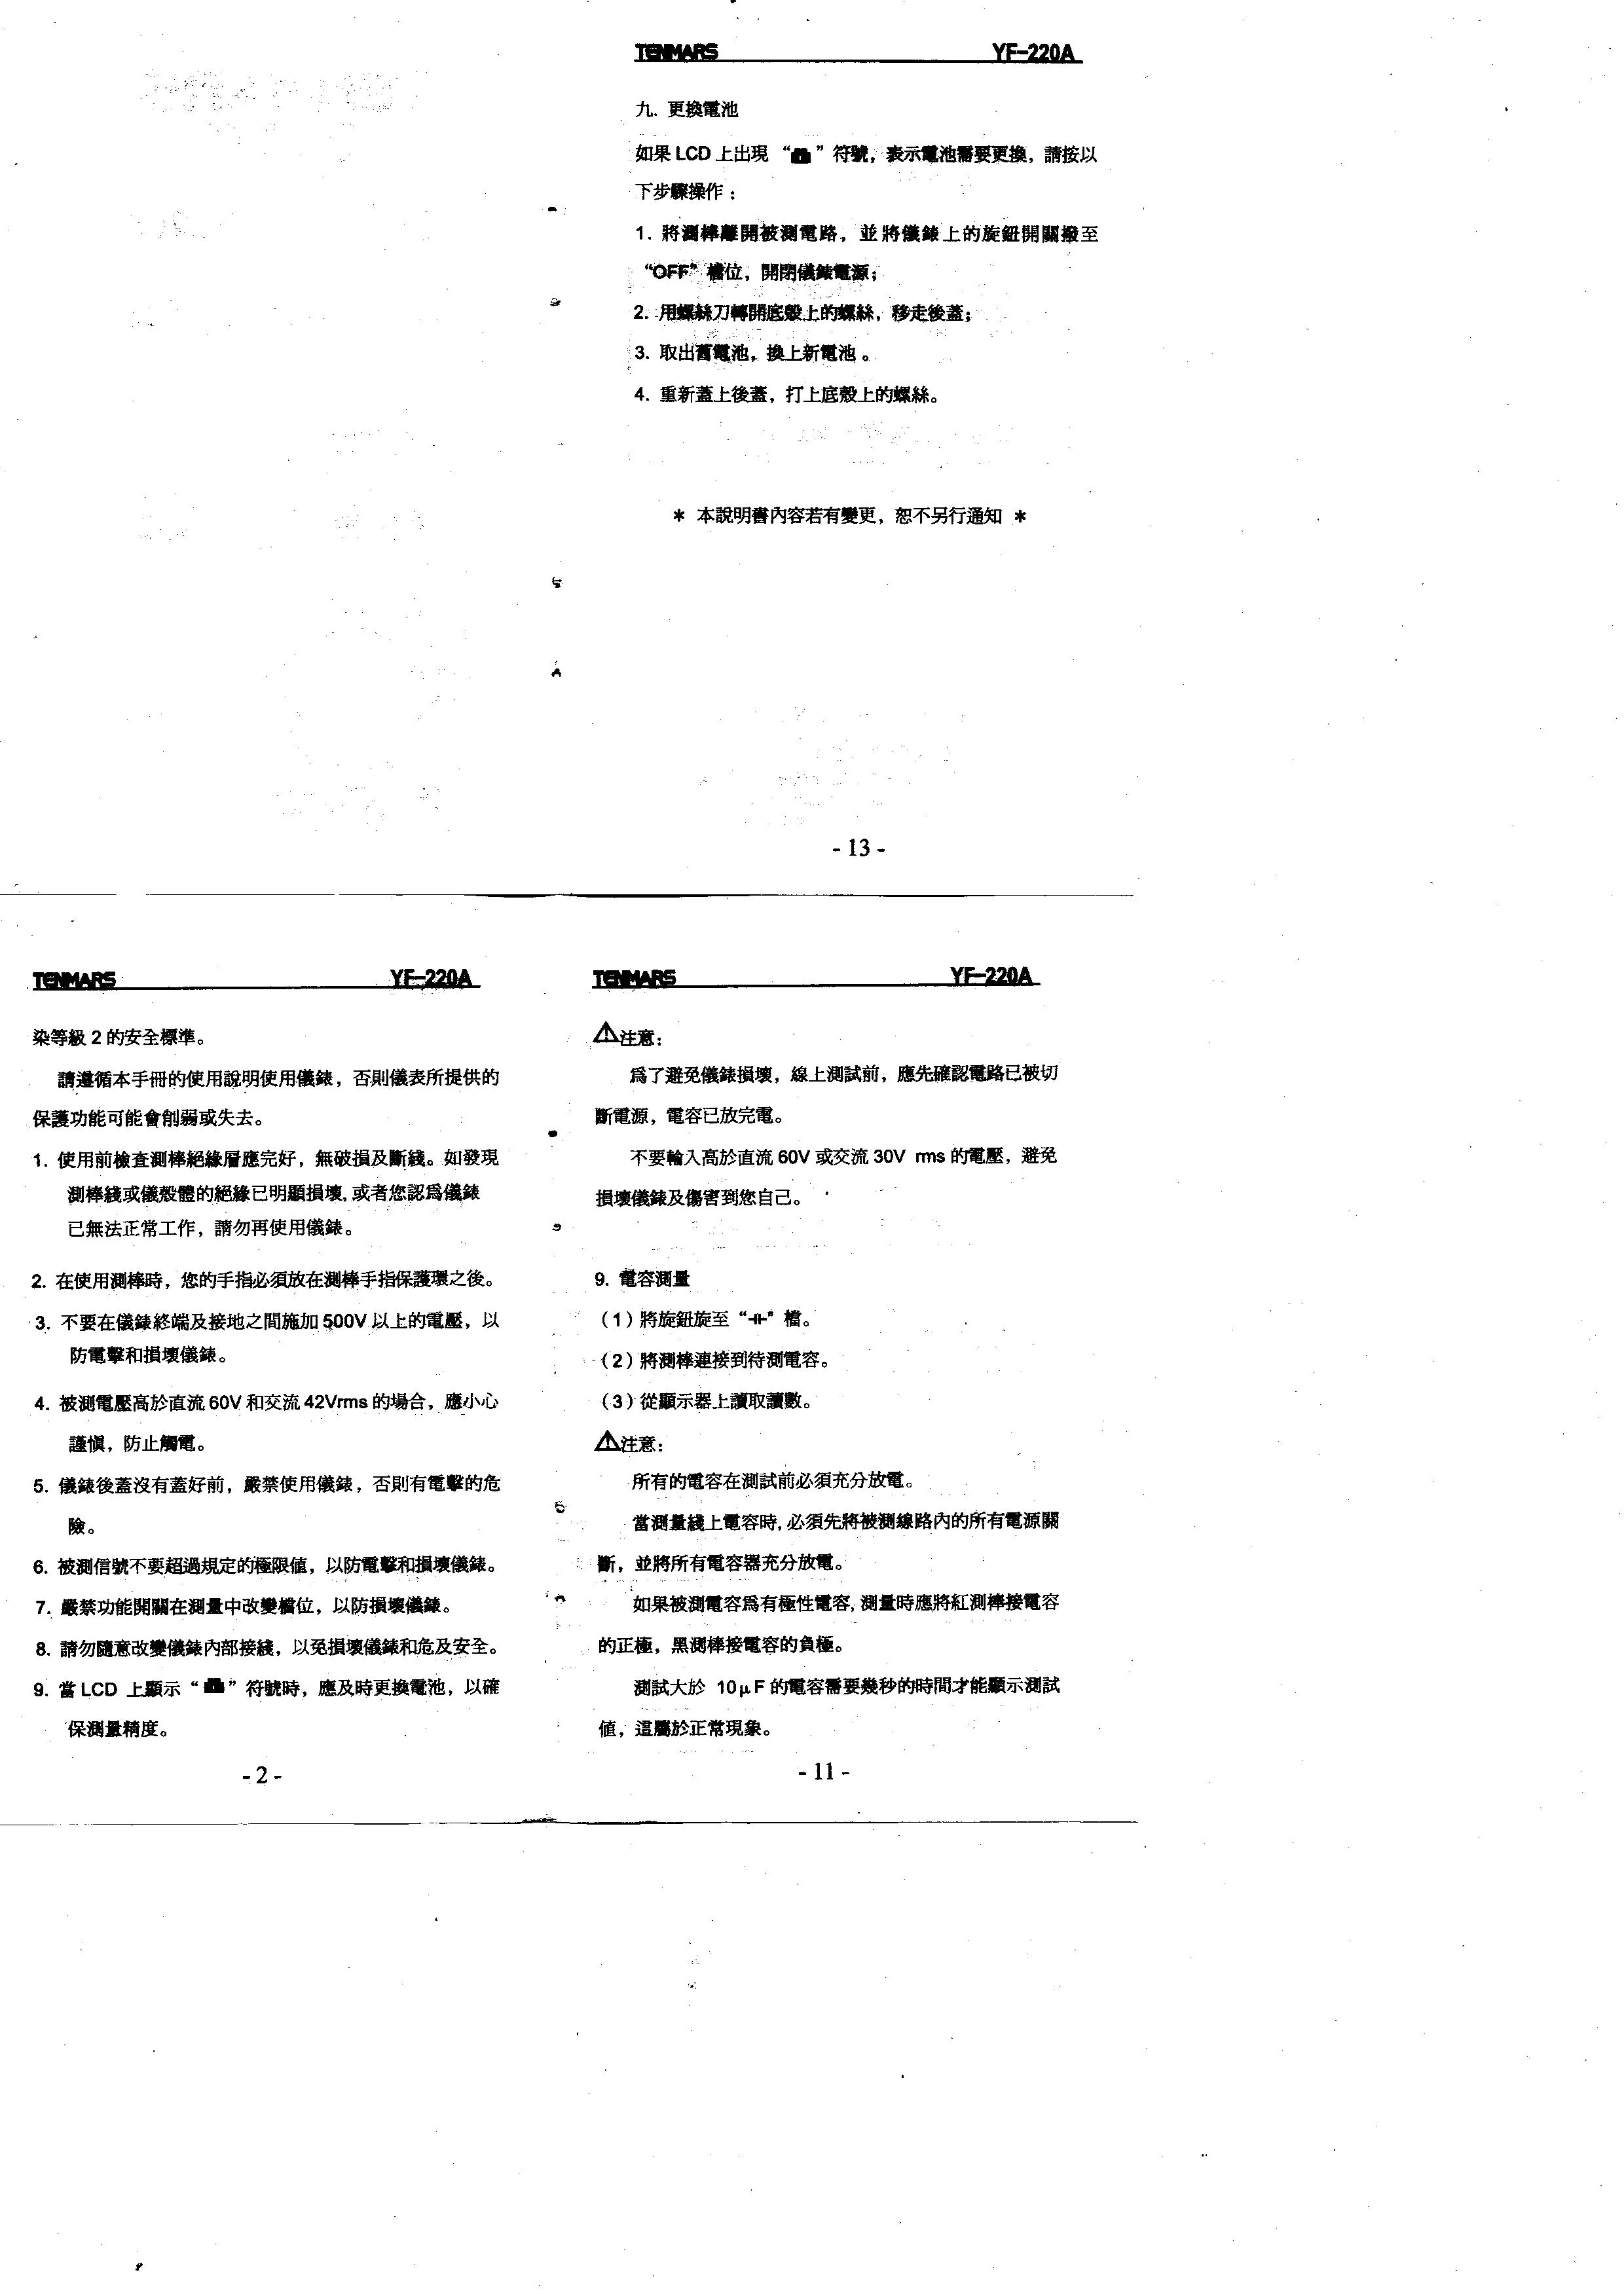 TENMARS YF-220A
九. 更換電池
如果 LCD 上出現 “ ” 符號，表示電池需要更換，請按以
下步驟操作：
1. 將測棒離開被測電路，並將儀錶上的旋鈕開關撥至
“OFF” 檔位，開閉儀錶電源；
2. 用螺絲刀轉開底殼上的螺絲，移走後蓋；
3. 取出舊電池，換上新電池。
4. 重新蓋上後蓋，打上底殼上的螺絲。
* 本說明書內容若有變更，恕不另行通知 *
- 13 -
TENMARS YF-220A
染等級 2 的安全標準。
請遵循本手冊的使用說明使用儀錶，否則儀表所提供的
保護功能可能會削弱或失去。
1. 使用前檢查測棒絕緣層應完好，無破損及斷綫。如發現
測棒綫或儀殼體的絕緣已明顯損壞，或者您認爲儀錶
已無法正常工作，請勿再使用儀錶。
2. 在使用測棒時，您的手指必須放在測棒手指保護環之後。
3. 不要在儀錶終端及接地之間施加 500V 以上的電壓，以
防電擊和損壞儀錶。
4. 被測電壓高於直流 60V 和交流 42Vrms 的場合，應小心
謹慎，防止觸電。
5. 儀錶後蓋沒有蓋好前，嚴禁使用儀錶，否則有電擊的危
險。
6. 被測信號不要超過規定的極限值，以防電擊和損壞儀錶。
7. 嚴禁功能開關在測量中改變檔位，以防損壞儀錶。
8. 請勿隨意改變儀錶內部接綫，以免損壞儀錶和危及安全。
9. 當 LCD 上顯示 “ ” 符號時，應及時更換電池，以確
保測量精度。
- 2 -
TENMARS YF-220A
⚠注意：
爲了避免儀錶損壞，線上測試前，應先確認電路已被切
斷電源，電容已放完電。
不要輸入高於直流 60V 或交流 30V rms 的電壓，避免
損壞儀錶及傷害到您自己。
9. 電容測量
（1）將旋鈕旋至 “⊣⊢” 檔。
（2）將測棒連接到待測電容。
（3）從顯示器上讀取讀數。
⚠注意：
所有的電容在測試前必須充分放電。
當測量綫上電容時，必須先將被測線路內的所有電源關
斷，並將所有電容器充分放電。
如果被測電容爲有極性電容，測量時應將紅測棒接電容
的正極，黑測棒接電容的負極。
測試大於 10μF 的電容需要幾秒的時間才能顯示測試
值，這屬於正常現象。
- 11 -